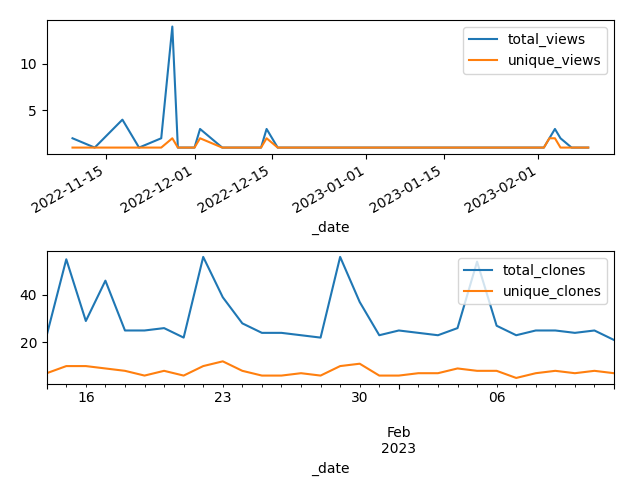 total_views
unique_views
10
5
2022-11-15
2022-12-01
2022-12-15
2023-01-01
2023-01-15
2023-02-01
_date
total_clones
unique_clones
40
20
16
23
30
06
Feb
2023
_date